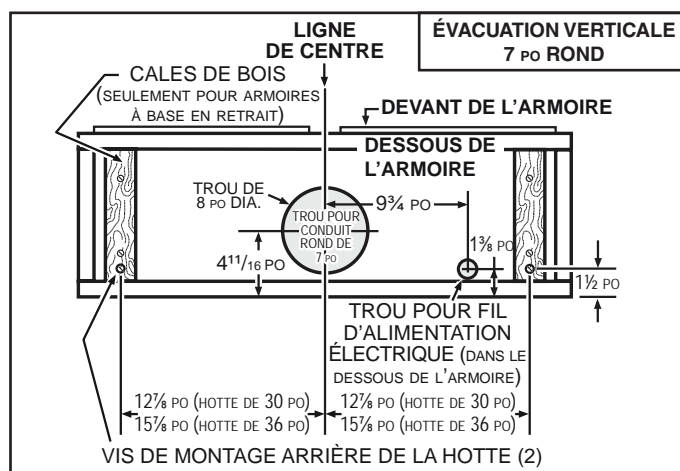 ÉVACUATION VERTICALE
7 PO ROND
LIGNE
DE CENTRE
CALES DE BOIS
(SEULEMENT POUR ARMOIRES
À BASE EN RETRAIT)
DEVANT DE L'ARMOIRE
DESSOUS DE
L'ARMOIRE
TROU DE
8 PO DIA.
9¾ PO
TROU POUR
CONDUIT
ROND DE
7 PO
1⅜ PO
4¹¹/₁₆ PO
1½ PO
TROU POUR FIL
D'ALIMENTATION
ÉLECTRIQUE (DANS LE
DESSOUS DE L'ARMOIRE)
12⅞ PO (HOTTE DE 30 PO)
15⅞ PO (HOTTE DE 36 PO)
12⅞ PO (HOTTE DE 30 PO)
15⅞ PO (HOTTE DE 36 PO)
VIS DE MONTAGE ARRIÈRE DE LA HOTTE (2)